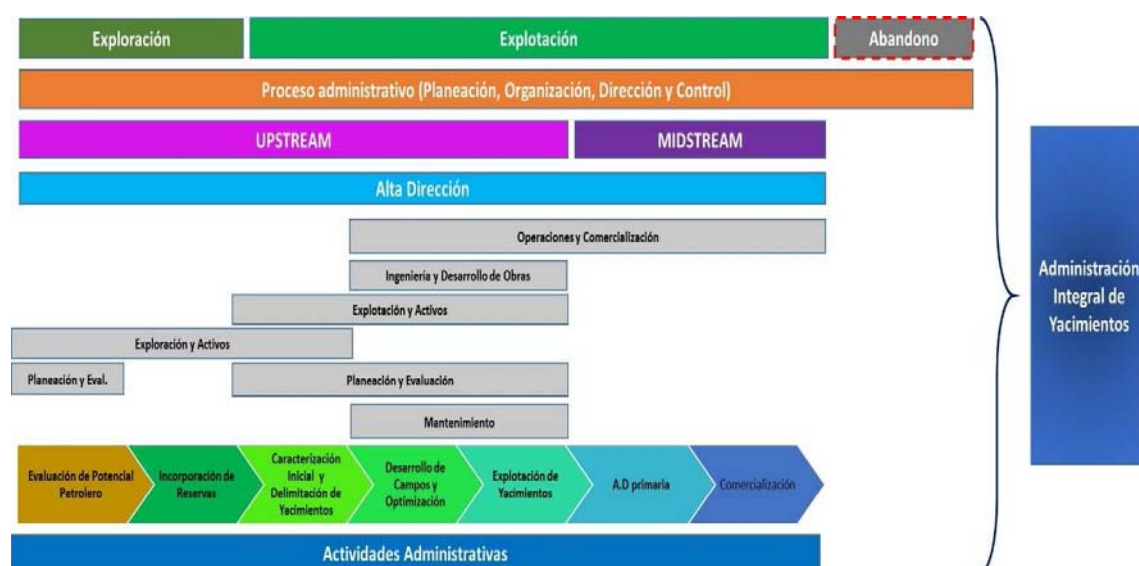 Exploración
Explotación
Abandono
Proceso administrativo (Planeación, Organización, Dirección y Control)
UPSTREAM
MIDSTREAM
Alta Dirección
Operaciones y Comercialización
Ingeniería y Desarrollo de Obras
Explotación y Activos
Exploración y Activos
Planeación y Eval.
Planeación y Evaluación
Mantenimiento
Evaluación de Potencial
Petrolero
Incorporación de
Reservas
Caracterización
Inicial y
Delimitación de
Yacimientos
Desarrollo de
Campos y
Optimización
Explotación de
Yacimientos
A.D primaria
Comercialización
Actividades Administrativas
Administración
Integral de
Yacimientos